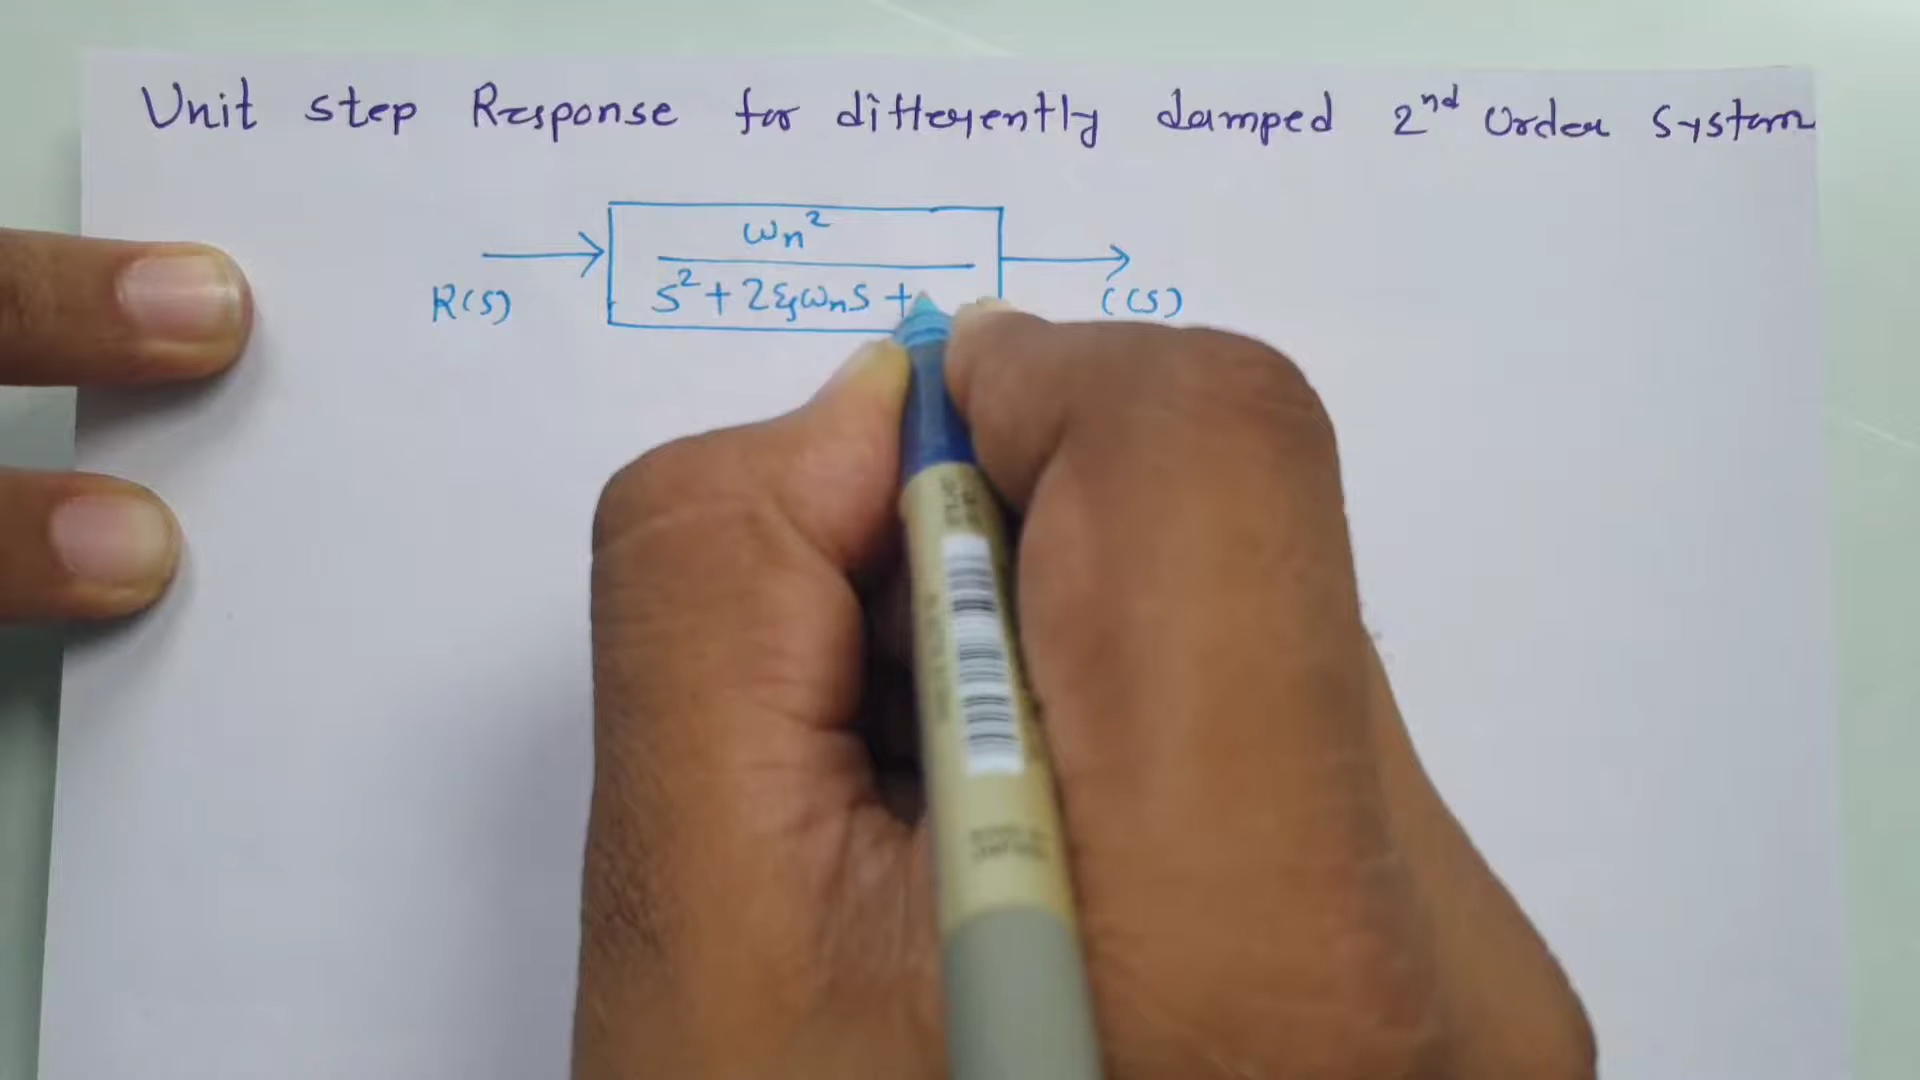 Unit step Response for differently damped 2nd Order System
ωn²
R(s) s² + 2ξωns + C(s)